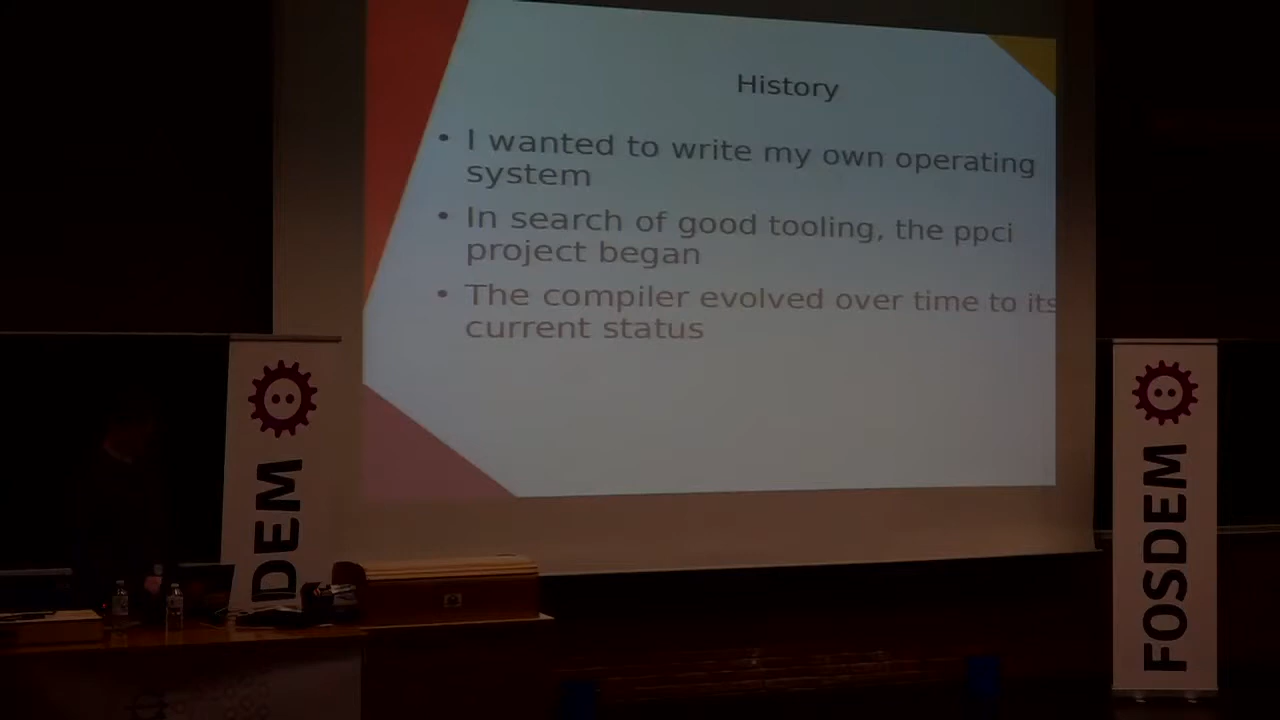 History
• I wanted to write my own operating
system
• In search of good tooling, the ppci
project began
• The compiler evolved over time to its
current status
DEM
FOSDEM